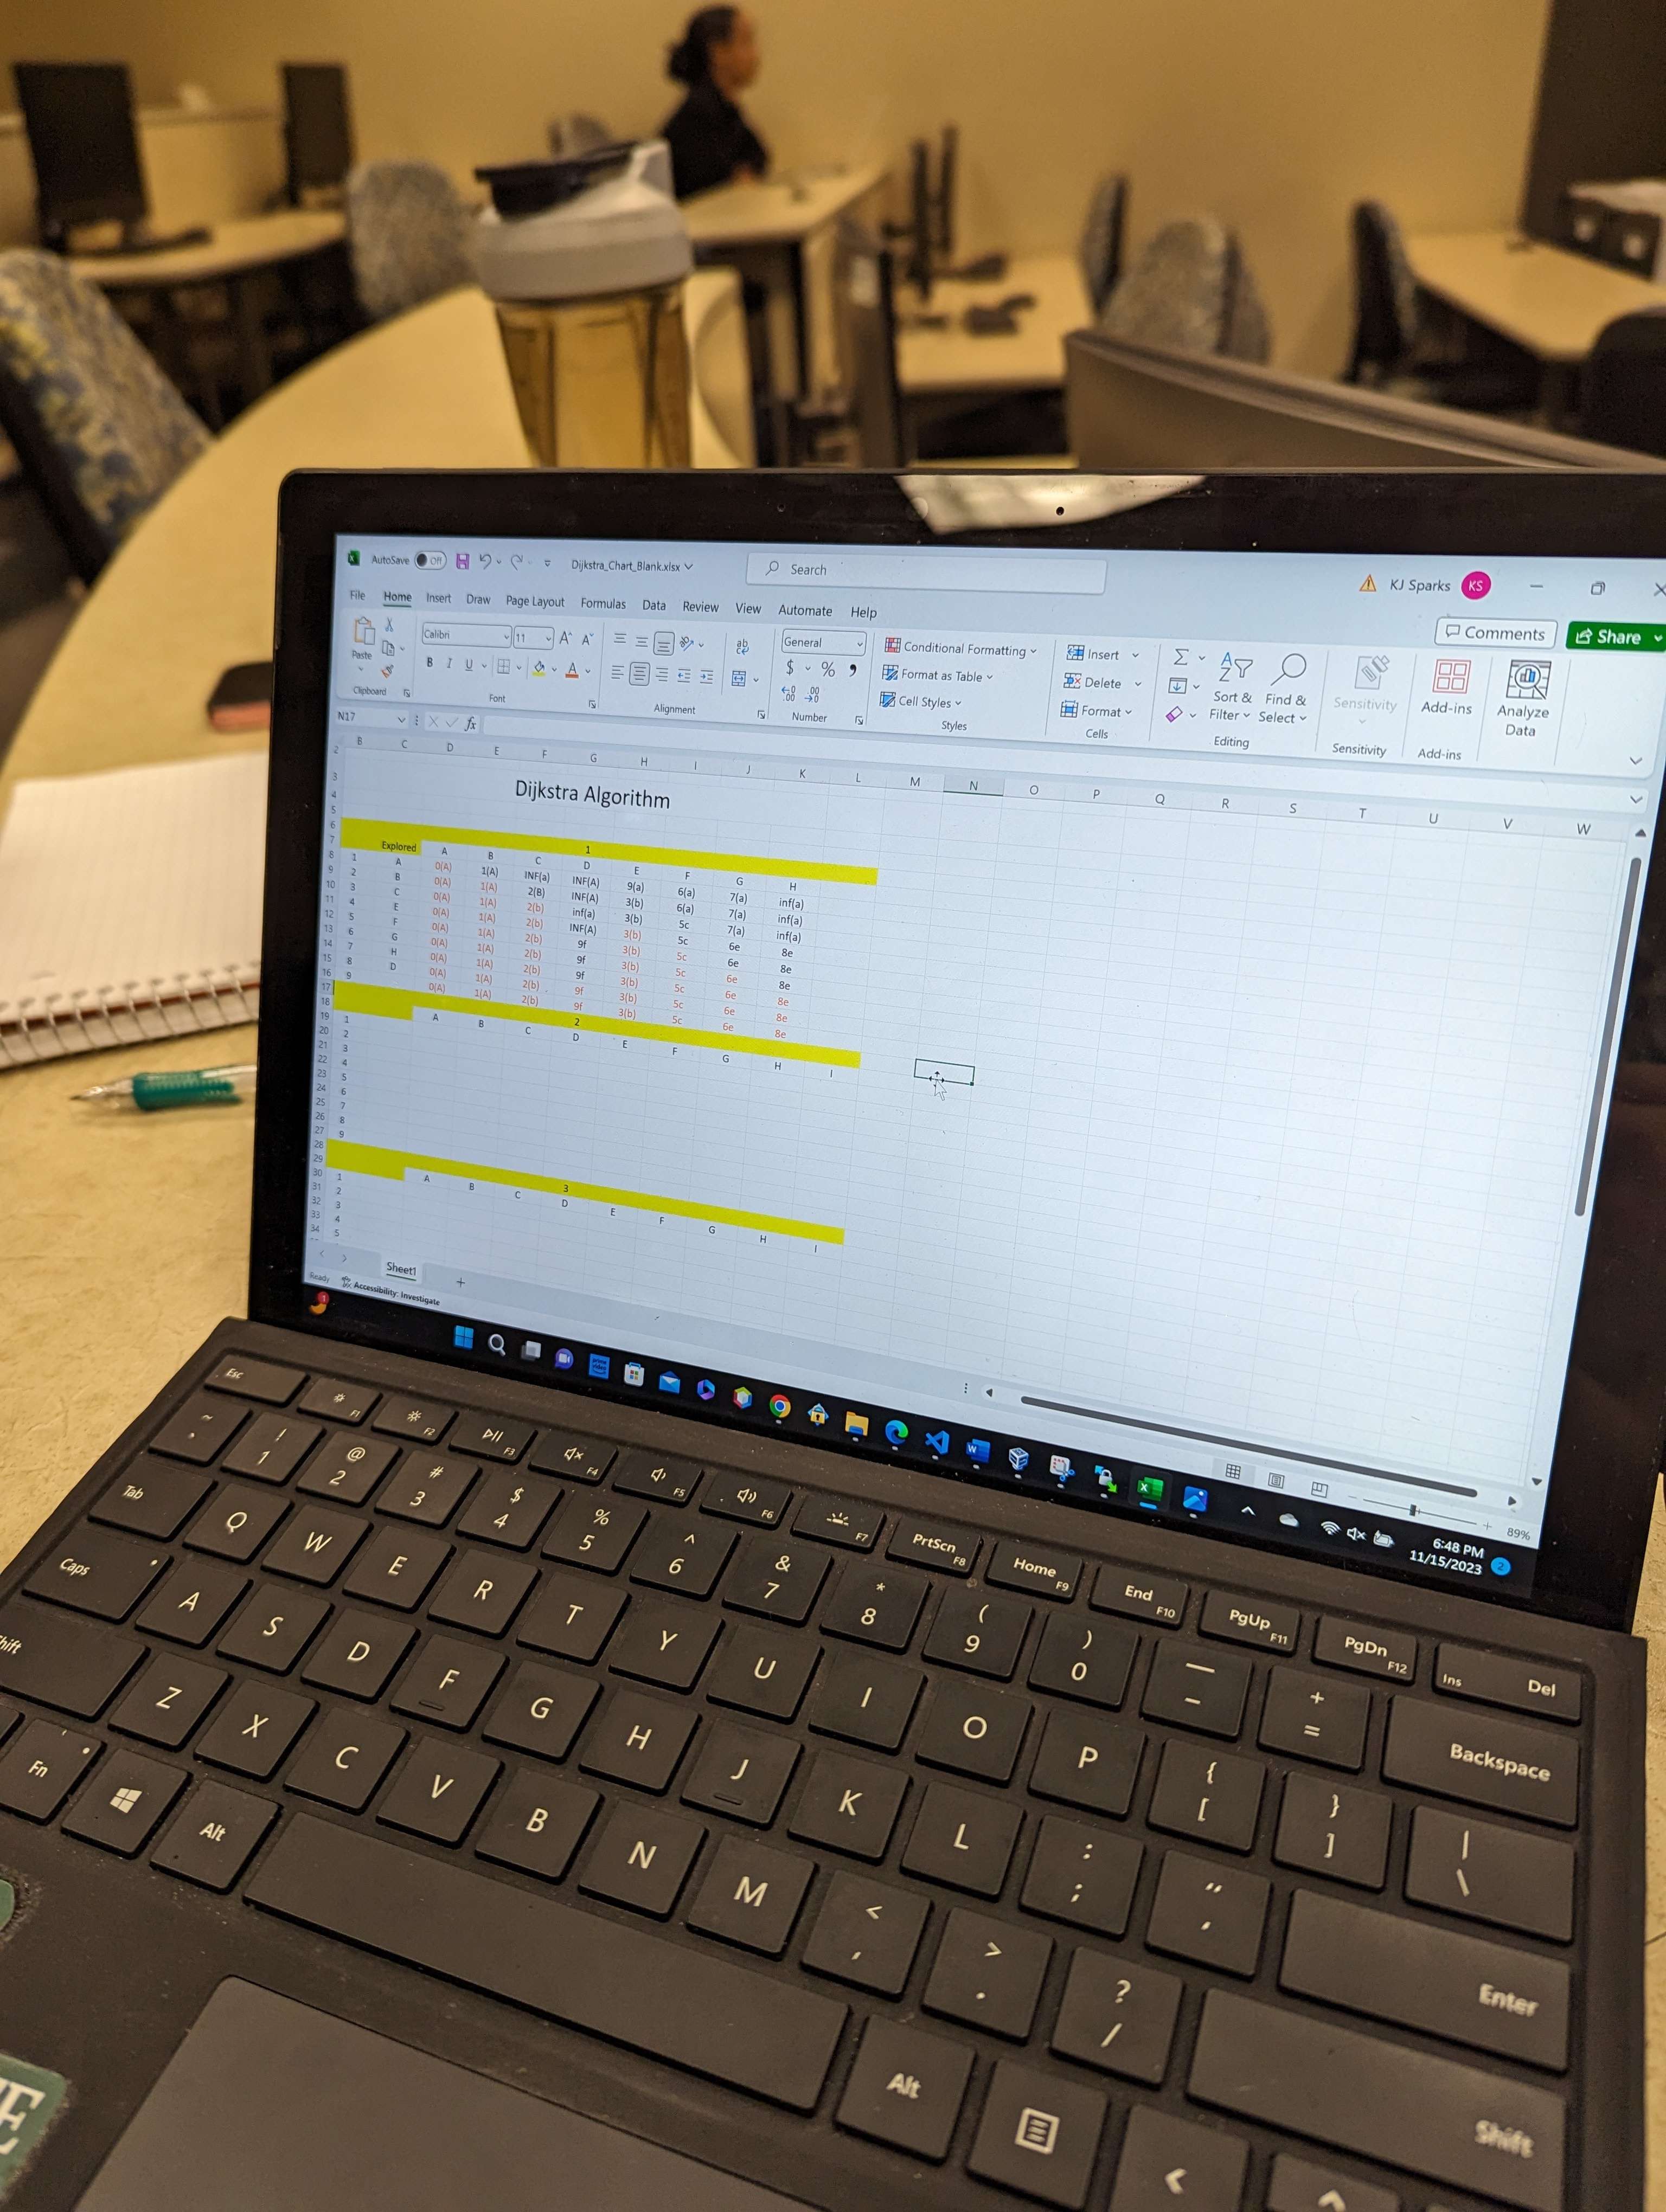 AutoSave Off Dijkstra_Chart_Blank.xlsx Search KJ Sparks KS
File Home Insert Draw Page Layout Formulas Data Review View Automate Help Comments Share
Paste Calibri 11 A A ab General Conditional Formatting Insert Σ Sort & Filter Find & Select Sensitivity Add-ins Analyze Data
B I U A $ % , Format as Table Delete
Cell Styles Format
Clipboard Font Alignment Number Styles Cells Editing Sensitivity Add-ins
N17 fx
B C D E F G H I J K L M N O P Q R S T U V W
Dijkstra Algorithm
1
Explored A B C D E F G H
1 A 0(A) 1(A) INF(a) INF(A) 9(a) 6(a) 7(a) inf(a)
2 B 0(A) 1(A) 2(B) INF(A) 3(b) 6(a) 7(a) inf(a)
3 C 0(A) 1(A) 2(b) inf(a) 3(b) 5c 7(a) inf(a)
4 E 0(A) 1(A) 2(b) INF(A) 3(b) 5c 6e 8e
5 F 0(A) 1(A) 2(b) 9f 3(b) 5c 6e 8e
6 G 0(A) 1(A) 2(b) 9f 3(b) 5c 6e 8e
7 H 0(A) 1(A) 2(b) 9f 3(b) 5c 6e 8e
8 D 0(A) 1(A) 2(b) 9f 3(b) 5c 6e 8e
9 0(A) 1(A) 2(b) 9f 3(b) 5c 6e 8e
2
A B C D E F G H I
1
2
3
4
5
6
7
8
9
3
A B C D E F G H I
1
2
3
4
5
Sheet1 +
Ready Accessibility: Investigate
89%
6:48 PM
11/15/2023 2
Esc F1 F2 F3 F4 F5 F6 F7 PrtScn F8 Home F9 End F10 PgUp F11 PgDn F12 Ins Del
~ ! 1 @ 2 # 3 $ 4 % 5 ^ 6 & 7 * 8 ( 9 ) 0 _ - + = Backspace
Tab Q W E R T Y U I O P { [ } ] | \
Caps A S D F G H J K L : ; " ' Enter
Shift Z X C V B N M < , > . ? / Shift
Fn Alt Alt <